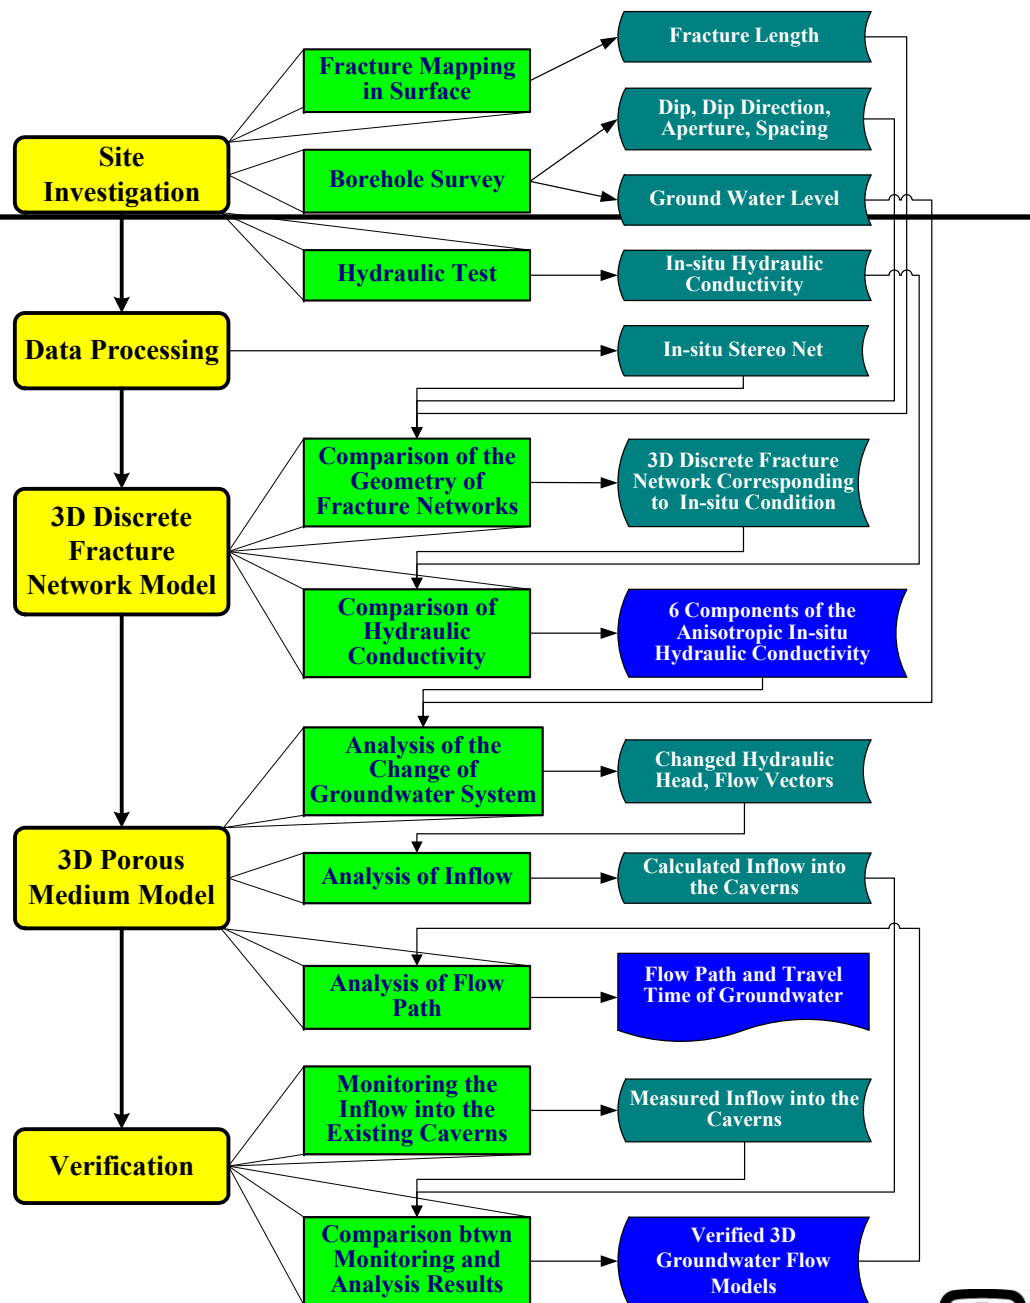 Fracture Length
Fracture Mapping
in Surface
Dip, Dip Direction,
Aperture, Spacing
Site
Investigation
Borehole Survey
Ground Water Level
Hydraulic Test
In-situ Hydraulic
Conductivity
Data Processing
In-situ Stereo Net
Comparison of the
Geometry of
Fracture Networks
3D Discrete Fracture
Network Corresponding
to In-situ Condition
3D Discrete
Fracture
Network Model
Comparison of
Hydraulic
Conductivity
6 Components of the
Anisotropic In-situ
Hydraulic Conductivity
Analysis of the
Change of
Groundwater System
Changed Hydraulic
Head, Flow Vectors
3D Porous
Medium Model
Analysis of Inflow
Calculated Inflow into
the Caverns
Analysis of Flow
Path
Flow Path and Travel
Time of Groundwater
Monitoring the
Inflow into the
Existing Caverns
Measured Inflow into the
Caverns
Verification
Comparison btwn
Monitoring and
Analysis Results
Verified 3D
Groundwater Flow
Models